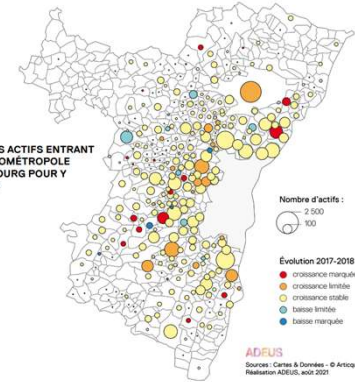 S ACTIFS ENTRANT
OMÉTROPOLE
OURG POUR Y
Nombre d'actifs :
2 500
100
Évolution 2017-2018
croissance marquée
croissance limitée
croissance stable
baisse limitée
baisse marquée
ADEUS
Sources : Cartes & Données - © Articq
Réalisation ADEUS, août 2021